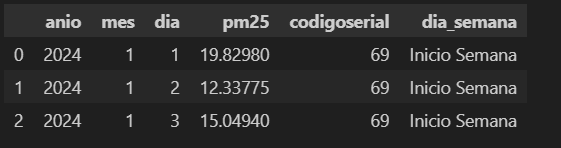 anio mes dia pm25 codigoserial dia_semana
0 2024 1 1 19.82980 69 Inicio Semana
1 2024 1 2 12.33775 69 Inicio Semana
2 2024 1 3 15.04940 69 Inicio Semana